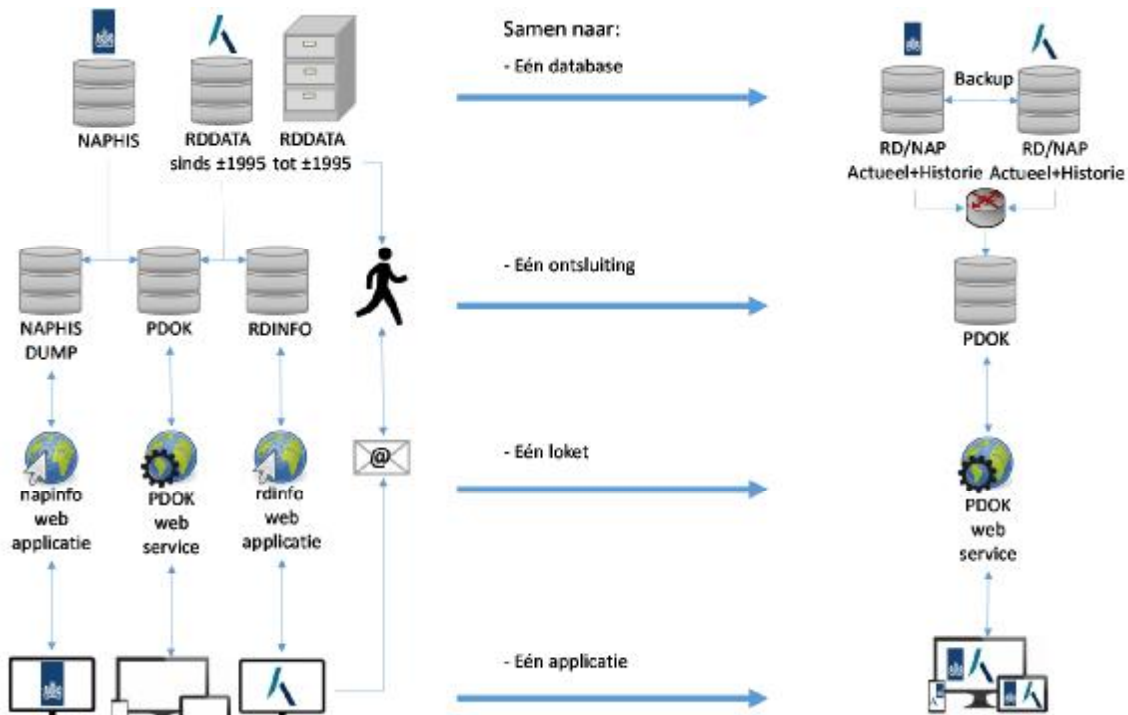 Samen naar:
- Eén database
NAPHIS
RDDATA
sinds ±1995
RDDATA
tot ±1995
Backup
RD/NAP
Actueel+Historie
RD/NAP
Actueel+Historie
- Eén ontsluiting
NAPHIS
DUMP
PDOK
RDINFO
PDOK
- Eén loket
@
napinfo
web
applicatie
PDOK
web
service
rdinfo
web
applicatie
PDOK
web
service
- Eén applicatie